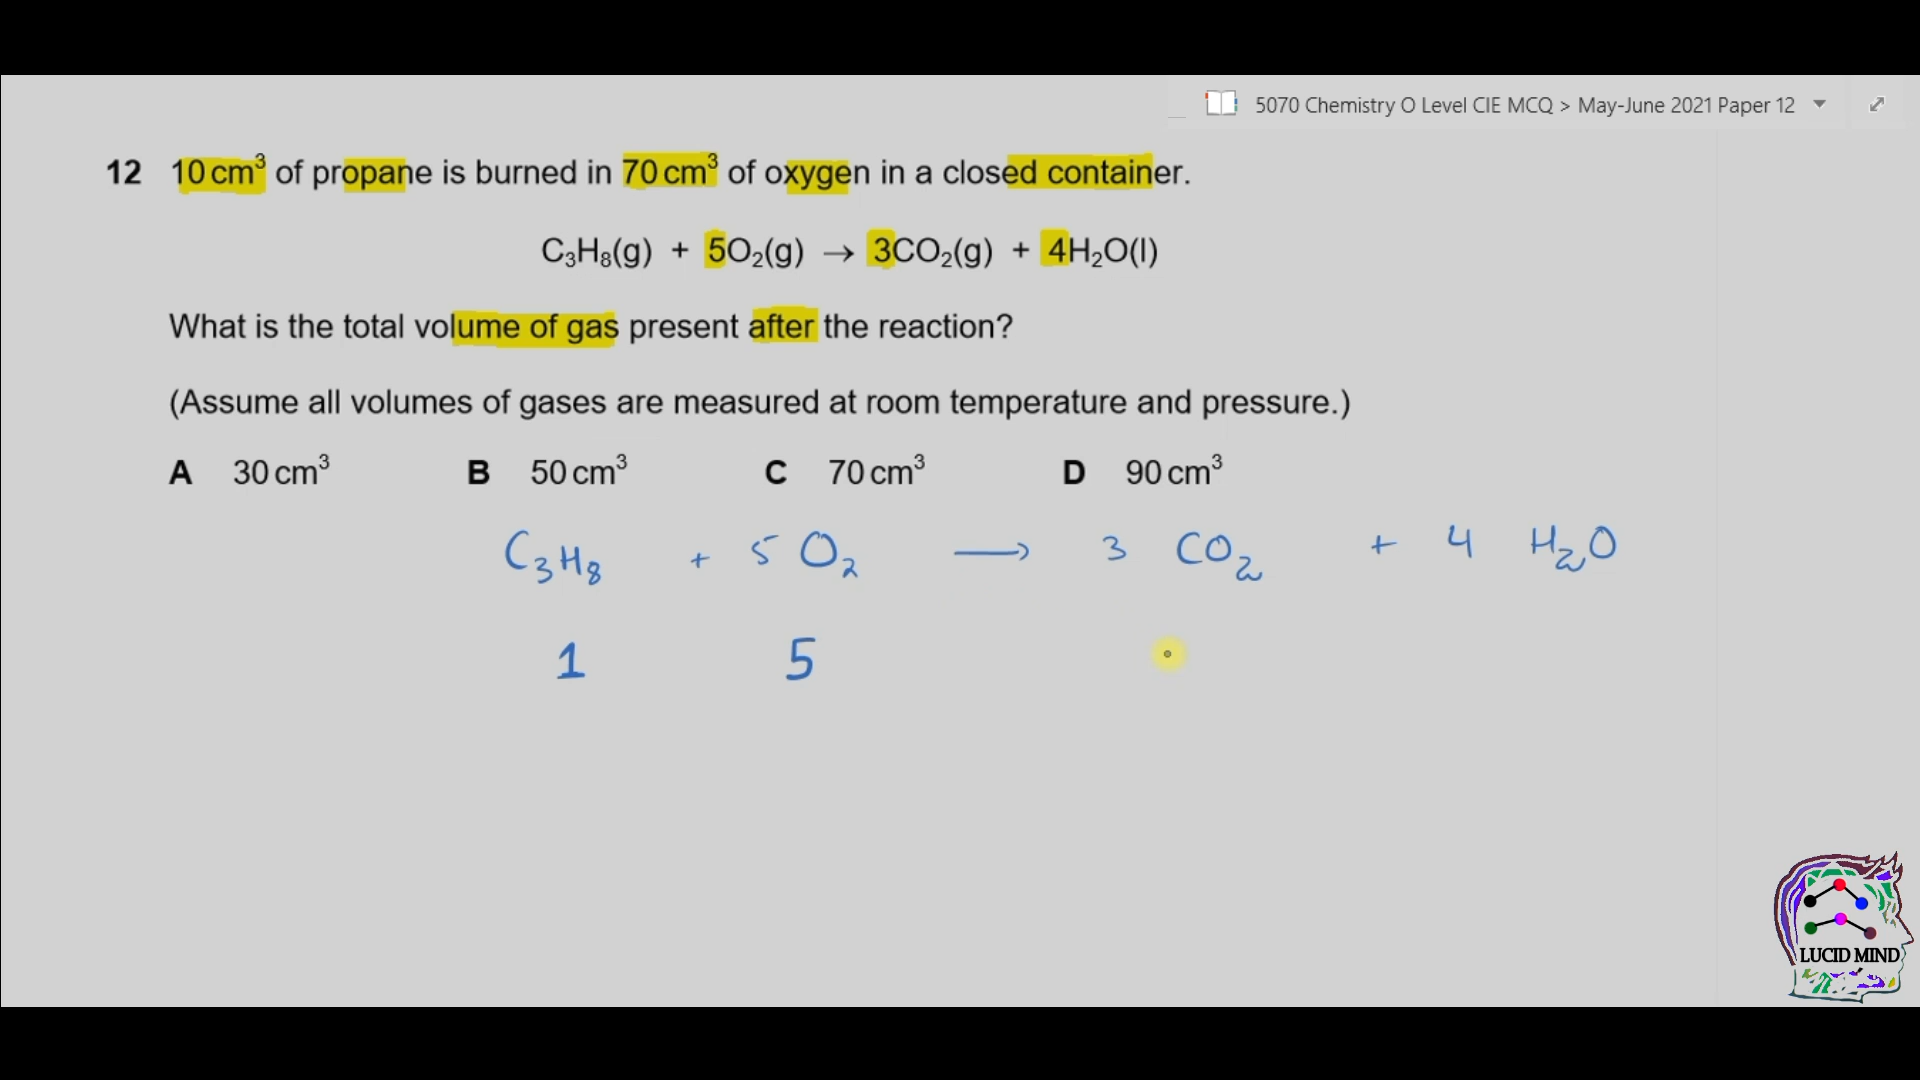 5070 Chemistry O Level CIE MCQ > May-June 2021 Paper 12
12 10 cm³ of propane is burned in 70 cm³ of oxygen in a closed container.
C₃H₈(g) + 5O₂(g) → 3CO₂(g) + 4H₂O(l)
What is the total volume of gas present after the reaction?
(Assume all volumes of gases are measured at room temperature and pressure.)
A 30 cm³ B 50 cm³ C 70 cm³ D 90 cm³
C₃H₈ + 5 O₂ → 3 CO₂ + 4 H₂O
1 5
LUCID MIND